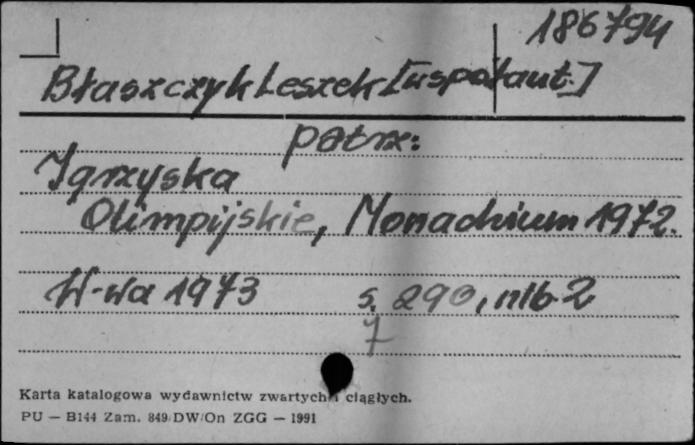 186794
Błaszczyk Leszek [współaut.]
patrz:
Igrzyska
Olimpijskie, Monachium 1972.
W-wa 1973 s. 290, nlb. 2
7
Karta katalogowa wydawnictw zwartych i ciągłych.
PU — B144 Zam. 849/DW/On ZGG — 1991